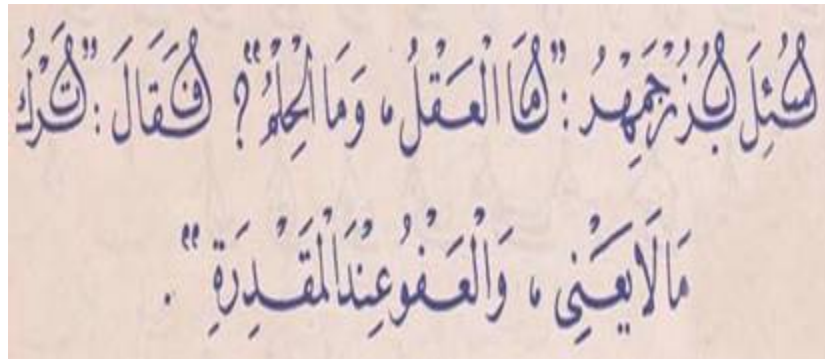 سُئِلَ بُزُرْجُمِهْرُ : "مَا الْعَقْلُ ، وَمَا الْحِلْمُ" ؟ فَقَالَ : "تَرْكُ
مَا لَا يَعْنِي ، وَالْعَفْوُ عِنْدَ الْمَقْدِرَةِ" .